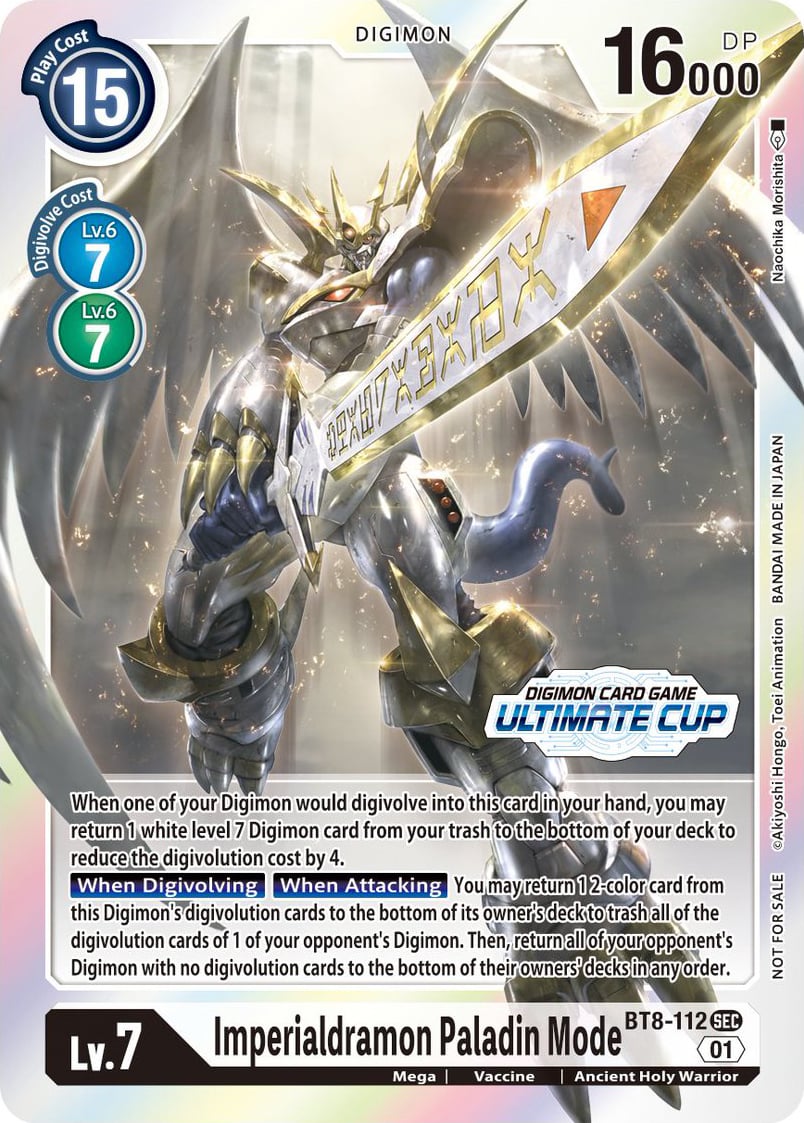 DIGIMON
Play Cost
15
DP
16000
Digivolve Cost
Lv.6
7
Lv.6
7
Naochika Morishita
DIGIMON CARD GAME
ULTIMATE CUP
©Akiyoshi Hongo, Toei Animation BANDAI MADE IN JAPAN
NOT FOR SALE
When one of your Digimon would digivolve into this card in your hand, you may
return 1 white level 7 Digimon card from your trash to the bottom of your deck to
reduce the digivolution cost by 4.
When Digivolving When Attacking You may return 1 2-color card from
this Digimon's digivolution cards to the bottom of its owner's deck to trash all of the
digivolution cards of 1 of your opponent's Digimon. Then, return all of your opponent's
Digimon with no digivolution cards to the bottom of their owners' decks in any order.
Lv.7
Imperialdramon Paladin Mode
BT8-112 SEC
01
Mega | Vaccine | Ancient Holy Warrior